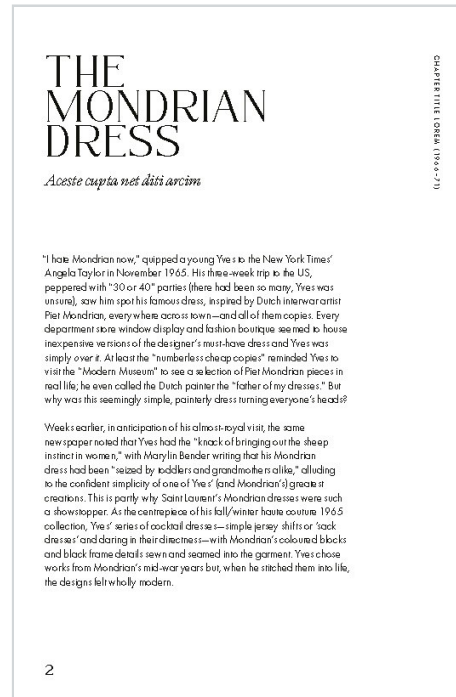 THE
MONDRIAN
DRESS
Aceste cupta net diti arcim
CHAPTER TITLE LOREM (1966–71)
“I hate Mondrian now,” quipped a young Yves to the New York Times’
Angela Taylor in November 1965. His three-week trip to the US,
peppered with “30 or 40” parties (there had been so many, Yves was
unsure), saw him spot his famous dress, inspired by Dutch interwar artist
Piet Mondrian, everywhere across town—and all of them copies. Every
department store window display and fashion boutique seemed to house
inexpensive versions of the designer’s must-have dress and Yves was
simply over it. At least the “numberless cheap copies” reminded Yves to
visit the “Modern Museum” to see a selection of Piet Mondrian pieces in
real life; he even called the Dutch painter the “father of my dresses.” But
why was this seemingly simple, painterly dress turning everyone’s heads?
Weeks earlier, in anticipation of his almost-royal visit, the same
newspaper noted that Yves had the “knack of bringing out the sheep
instinct in women,” with Marylin Bender writing that his Mondrian
dress had been “seized by toddlers and grandmothers alike,” alluding
to the confident simplicity of one of Yves’ (and Mondrian’s) greatest
creations. This is partly why Saint Laurent’s Mondrian dresses were such
a showstopper. As the centrepiece of his fall/winter haute couture 1965
collection, Yves’ series of cocktail dresses—simple jersey shifts or ‘sack
dresses’ and daring in their directness—with Mondrian’s coloured blocks
and black frame details sewn and seamed into the garment. Yves chose
works from Mondrian’s mid-war years but, when he stitched them into life,
the designs felt wholly modern.
2